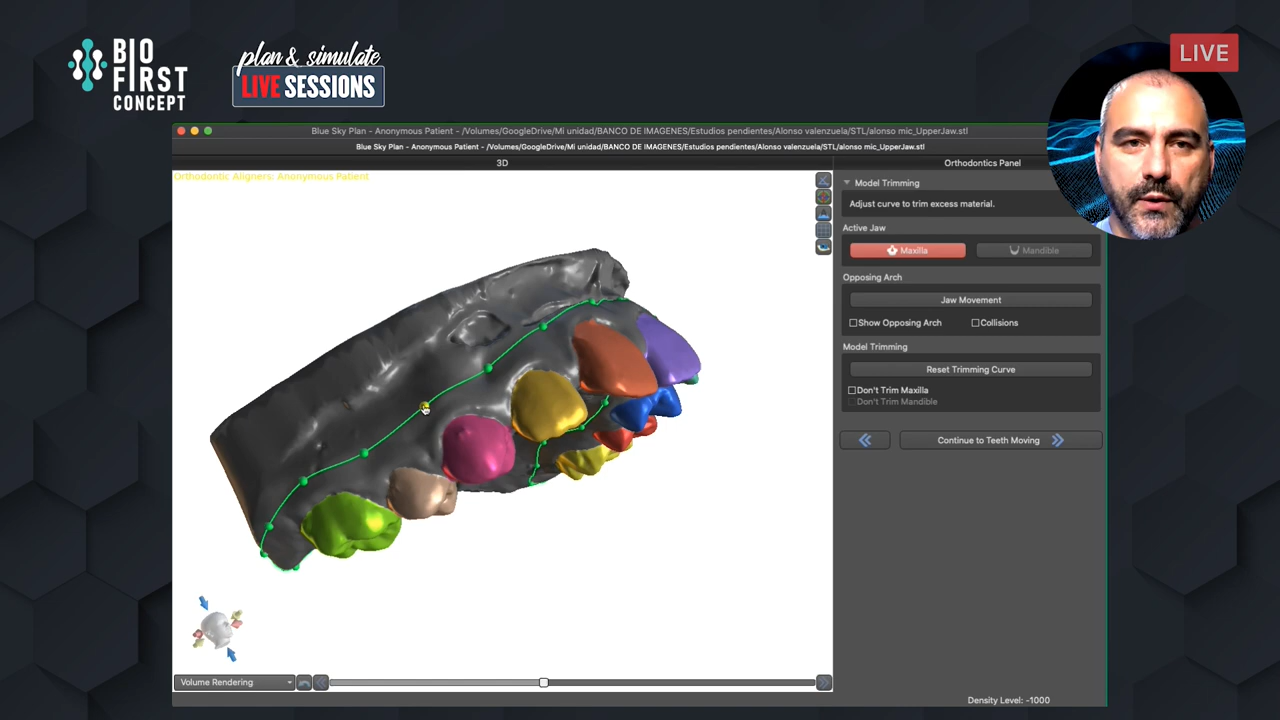 BIO
FIRST
CONCEPT
plan & simulate
LIVE SESSIONS
LIVE
Blue Sky Plan - Anonymous Patient - /Volumes/GoogleDrive/Mi unidad/BANCO DE IMAGENES/Estudios pendientes/Alonso valenzuela/STL/alonso mic_UpperJaw.stl
Blue Sky Plan - Anonymous Patient - /Volumes/GoogleDrive/Mi unidad/BANCO DE IMAGENES/Estudios pendientes/Alonso valenzuela/STL/alonso mic_UpperJaw.stl
3D
Orthodontics Panel
Orthodontic Aligners: Anonymous Patient
Model Trimming
Adjust curve to trim excess material.
Active Jaw
Maxilla
Mandible
Opposing Arch
Jaw Movement
Show Opposing Arch
Collisions
Model Trimming
Reset Trimming Curve
Don't Trim Maxilla
Don't Trim Mandible
Continue to Teeth Moving
Volume Rendering
Density Level: -1000